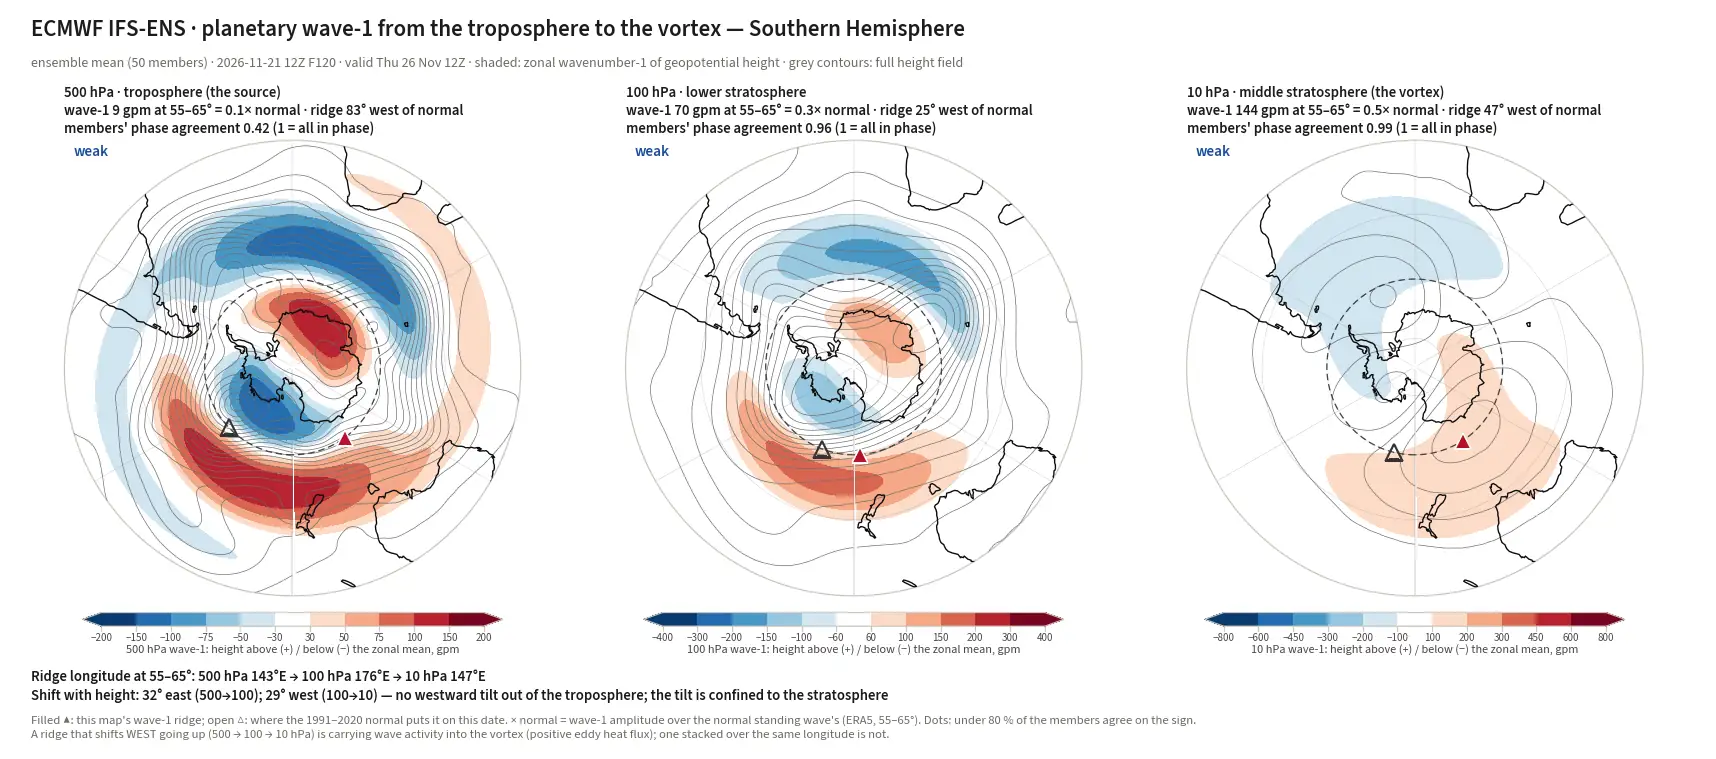 ECMWF IFS-ENS · planetary wave-1 from the troposphere to the vortex — Southern Hemisphere
ensemble mean (50 members) · 2026-11-21 12Z F120 · valid Thu 26 Nov 12Z · shaded: zonal wavenumber-1 of geopotential height · grey contours: full height field
500 hPa · troposphere (the source)
wave-1 9 gpm at 55–65° = 0.1× normal · ridge 83° west of normal
members' phase agreement 0.42 (1 = all in phase)
weak
100 hPa · lower stratosphere
wave-1 70 gpm at 55–65° = 0.3× normal · ridge 25° west of normal
members' phase agreement 0.96 (1 = all in phase)
weak
10 hPa · middle stratosphere (the vortex)
wave-1 144 gpm at 55–65° = 0.5× normal · ridge 47° west of normal
members' phase agreement 0.99 (1 = all in phase)
weak
−200 −150 −100 −75 −50 −30 30 50 75 100 150 200
500 hPa wave-1: height above (+) / below (−) the zonal mean, gpm
−400 −300 −200 −150 −100 −60 60 100 150 200 300 400
100 hPa wave-1: height above (+) / below (−) the zonal mean, gpm
−800 −600 −450 −300 −200 −100 100 200 300 450 600 800
10 hPa wave-1: height above (+) / below (−) the zonal mean, gpm
Ridge longitude at 55–65°: 500 hPa 143°E → 100 hPa 176°E → 10 hPa 147°E
Shift with height: 32° east (500→100); 29° west (100→10) — no westward tilt out of the troposphere; the tilt is confined to the stratosphere
Filled ▲: this map's wave-1 ridge; open △: where the 1991–2020 normal puts it on this date. × normal = wave-1 amplitude over the normal standing wave's (ERA5, 55–65°). Dots: under 80 % of the members agree on the sign.
A ridge that shifts WEST going up (500 → 100 → 10 hPa) is carrying wave activity into the vortex (positive eddy heat flux); one stacked over the same longitude is not.